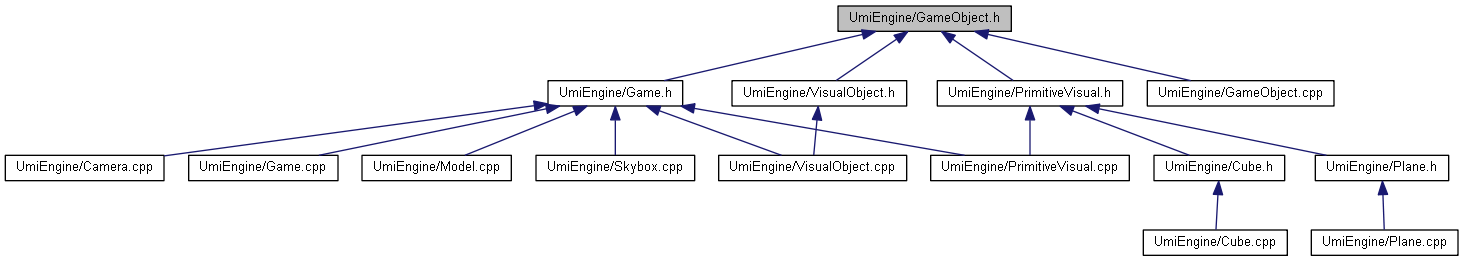 UmiEngine/GameObject.h
UmiEngine/Game.h
UmiEngine/VisualObject.h
UmiEngine/PrimitiveVisual.h
UmiEngine/GameObject.cpp
UmiEngine/Camera.cpp
UmiEngine/Game.cpp
UmiEngine/Model.cpp
UmiEngine/Skybox.cpp
UmiEngine/VisualObject.cpp
UmiEngine/PrimitiveVisual.cpp
UmiEngine/Cube.h
UmiEngine/Plane.h
UmiEngine/Cube.cpp
UmiEngine/Plane.cpp